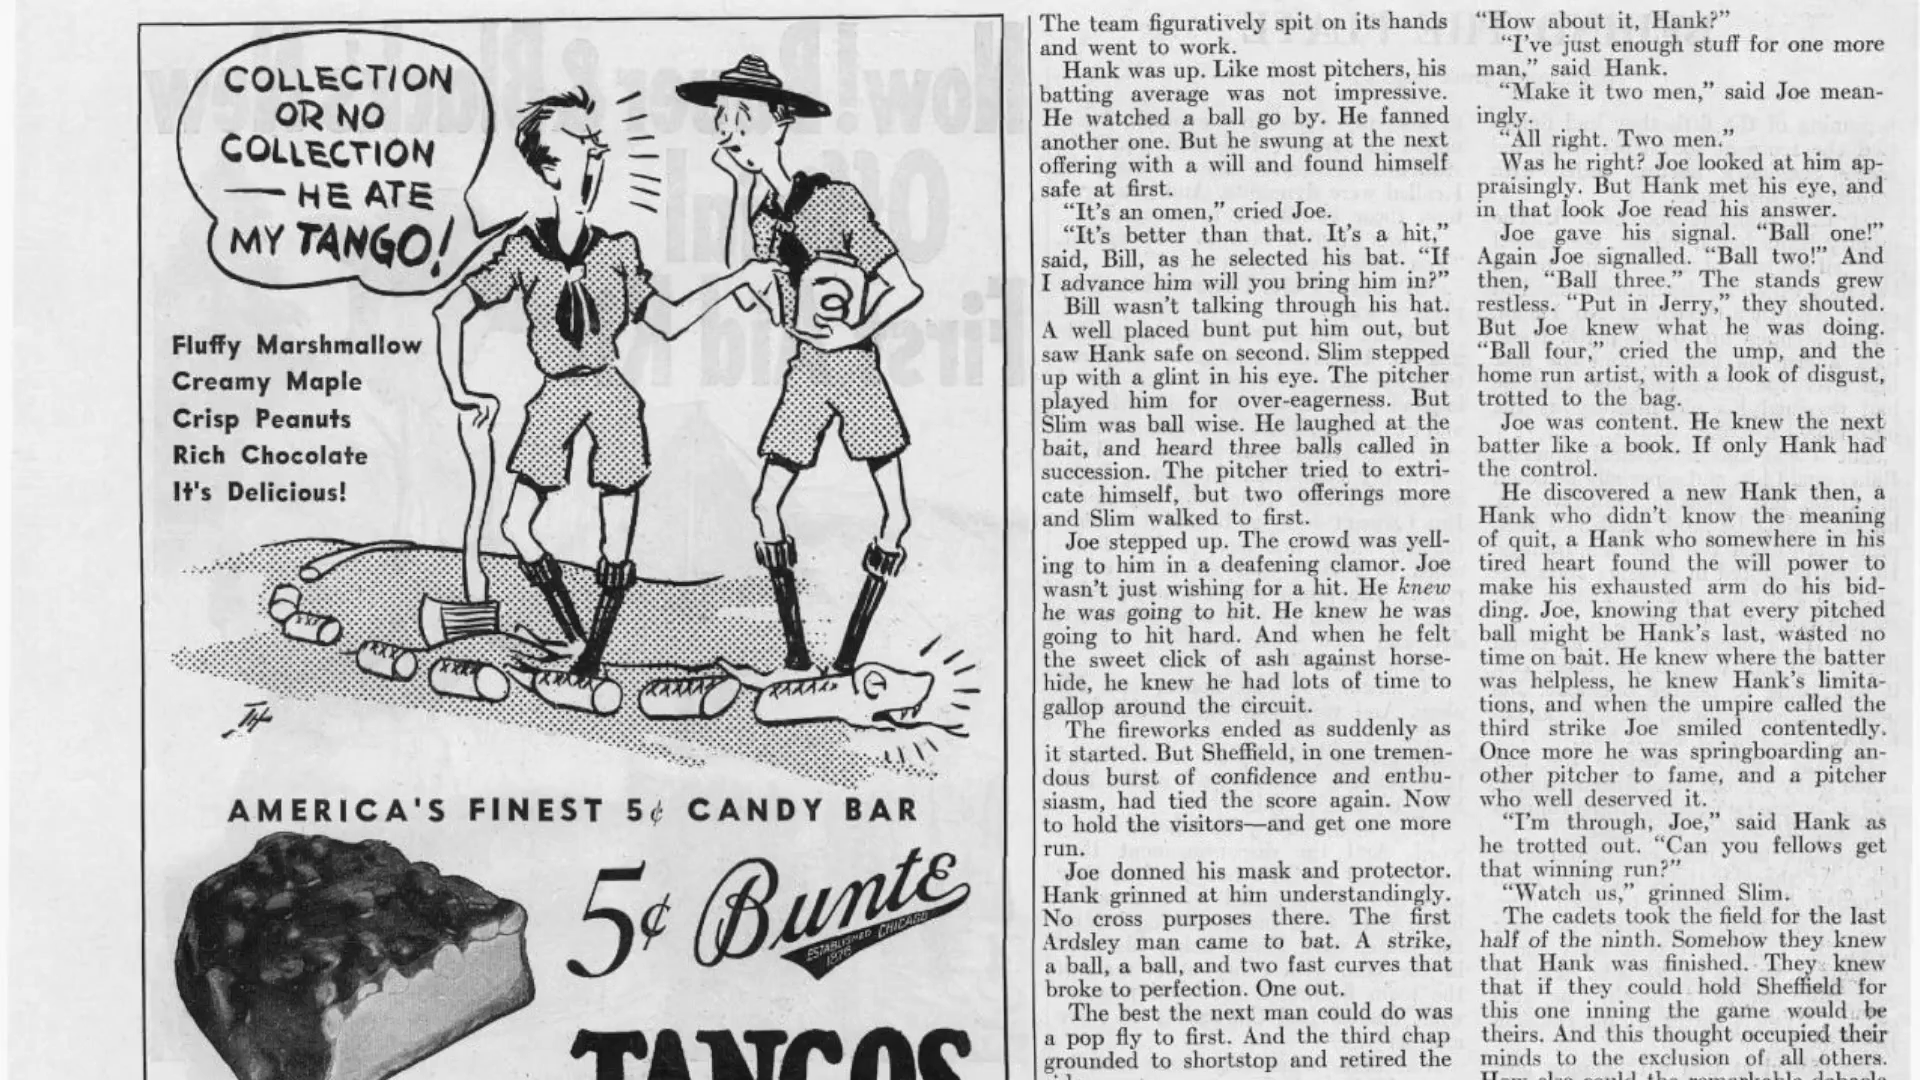 COLLECTION
OR NO
COLLECTION
— HE ATE
MY TANGO!
Fluffy Marshmallow
Creamy Maple
Crisp Peanuts
Rich Chocolate
It's Delicious!
AMERICA'S FINEST 5¢ CANDY BAR
5¢ Bunte
ESTABLISHED CHICAGO
1876
TANGOS
The team figuratively spit on its hands
and went to work.
Hank was up. Like most pitchers, his
batting average was not impressive.
He watched a ball go by. He fanned
another one. But he swung at the next
offering with a will and found himself
safe at first.
“It's an omen,” cried Joe.
“It's better than that. It's a hit,”
said, Bill, as he selected his bat. “If
I advance him will you bring him in?”
Bill wasn't talking through his hat.
A well placed bunt put him out, but
saw Hank safe on second. Slim stepped
up with a glint in his eye. The pitcher
played him for over-eagerness. But
Slim was ball wise. He laughed at the
bait, and heard three balls called in
succession. The pitcher tried to extri-
cate himself, but two offerings more
and Slim walked to first.
Joe stepped up. The crowd was yell-
ing to him in a deafening clamor. Joe
wasn't just wishing for a hit. He knew
he was going to hit. He knew he was
going to hit hard. And when he felt
the sweet click of ash against horse-
hide, he knew he had lots of time to
gallop around the circuit.
The fireworks ended as suddenly as
it started. But Sheffield, in one tremen-
dous burst of confidence and enthu-
siasm, had tied the score again. Now
to hold the visitors—and get one more
run.
Joe donned his mask and protector.
Hank grinned at him understandingly.
No cross purposes there. The first
Ardsley man came to bat. A strike,
a ball, a ball, and two fast curves that
broke to perfection. One out.
The best the next man could do was
a pop fly to first. And the third chap
grounded to shortstop and retired the
“How about it, Hank?”
“I've just enough stuff for one more
man,” said Hank.
“Make it two men,” said Joe mean-
ingly.
“All right. Two men.”
Was he right? Joe looked at him ap-
praisingly. But Hank met his eye, and
in that look Joe read his answer.
Joe gave his signal. “Ball one!”
Again Joe signalled. “Ball two!” And
then, “Ball three.” The stands grew
restless. “Put in Jerry,” they shouted.
But Joe knew what he was doing.
“Ball four,” cried the ump, and the
home run artist, with a look of disgust,
trotted to the bag.
Joe was content. He knew the next
batter like a book. If only Hank had
the control.
He discovered a new Hank then, a
Hank who didn't know the meaning
of quit, a Hank who somewhere in his
tired heart found the will power to
make his exhausted arm do his bid-
ding. Joe, knowing that every pitched
ball might be Hank's last, wasted no
time on bait. He knew where the batter
was helpless, he knew Hank's limita-
tions, and when the umpire called the
third strike Joe smiled contentedly.
Once more he was springboarding an-
other pitcher to fame, and a pitcher
who well deserved it.
“I'm through, Joe,” said Hank as
he trotted out. “Can you fellows get
that winning run?”
“Watch us,” grinned Slim.
The cadets took the field for the last
half of the ninth. Somehow they knew
that Hank was finished. They knew
that if they could hold Sheffield for
this one inning the game would be
theirs. And this thought occupied their
minds to the exclusion of all others.